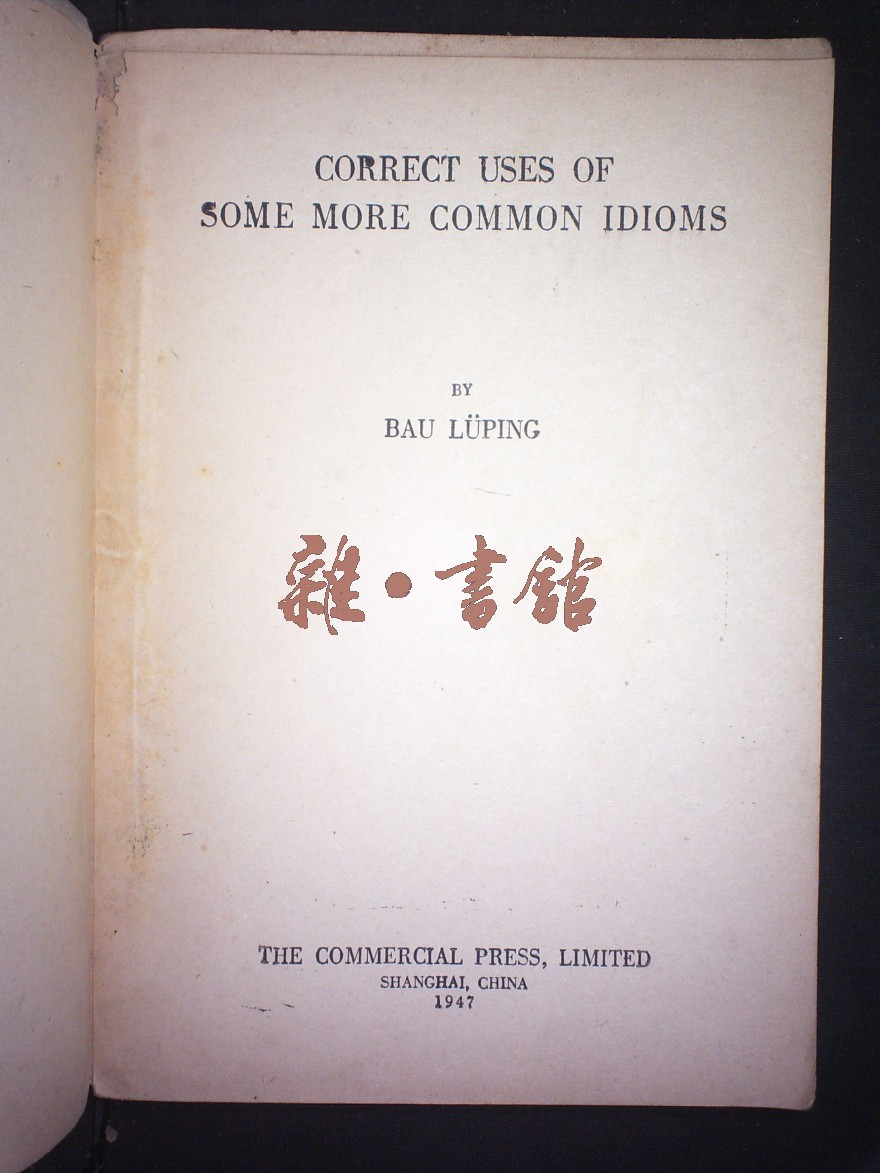 CORRECT USES OF
SOME MORE COMMON IDIOMS
BY
BAU LÜPING
雜·書館
THE COMMERCIAL PRESS, LIMITED
SHANGHAI, CHINA
1947